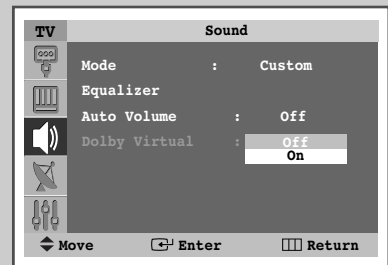 TV Sound
Mode : Custom
Equalizer
Auto Volume : Off
Dolby Virtual : Off
On
Move Enter Return